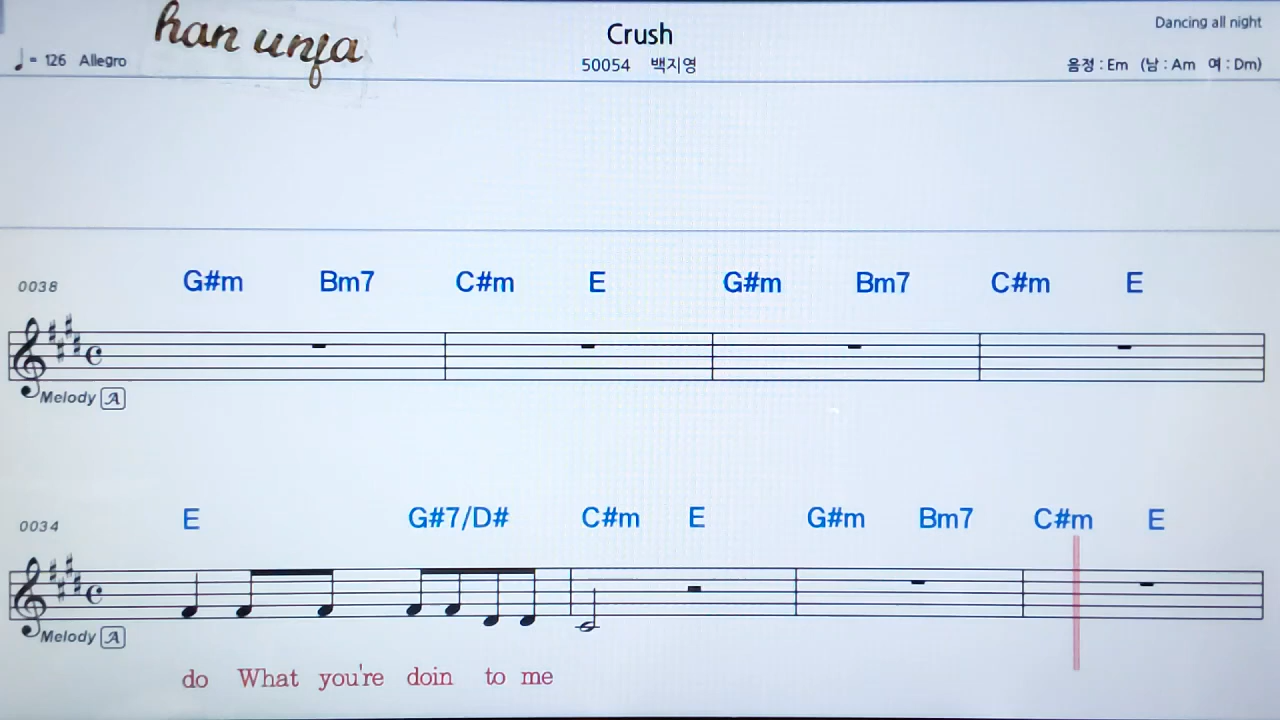 han unfa
Crush
Dancing all night
♩= 126 Allegro
50054 백지영
음정 : Em (남 : Am 여 : Dm)
0038
G#m Bm7 C#m E G#m Bm7 C#m E
Melody A
0034
E G#7/D# C#m E G#m Bm7 C#m E
Melody A
do What you're doin to me